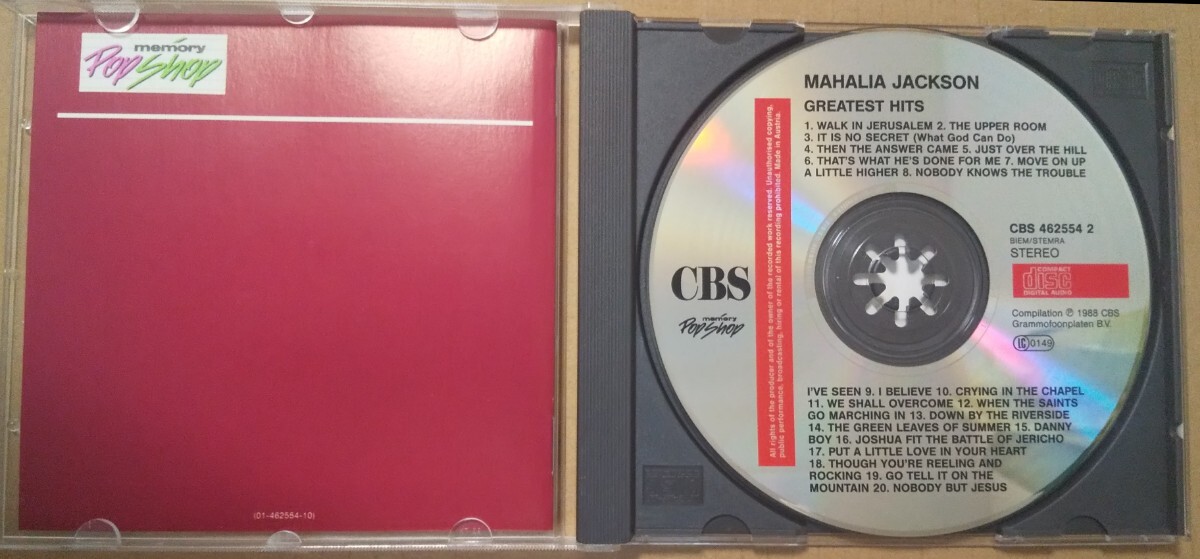 memory
PopShop
(01-462554-10)
MAHALIA JACKSON
GREATEST HITS
1. WALK IN JERUSALEM 2. THE UPPER ROOM
3. IT IS NO SECRET (What God Can Do)
4. THEN THE ANSWER CAME 5. JUST OVER THE HILL
6. THAT'S WHAT HE'S DONE FOR ME 7. MOVE ON UP
A LITTLE HIGHER 8. NOBODY KNOWS THE TROUBLE
All rights of the producer and of the owner of the recorded work reserved. Unauthorised copying,
public performance, broadcasting, hiring or rental of this recording prohibited. Made in Austria.
CBS
memory
PopShop
CBS 462554 2
BIEM/STEMRA
STEREO
COMPACT
disc
DIGITAL AUDIO
Compilation ℗ 1988 CBS
Grammofoonplaten B.V.
LC 0149
I'VE SEEN 9. I BELIEVE 10. CRYING IN THE CHAPEL
11. WE SHALL OVERCOME 12. WHEN THE SAINTS
GO MARCHING IN 13. DOWN BY THE RIVERSIDE
14. THE GREEN LEAVES OF SUMMER 15. DANNY
BOY 16. JOSHUA FIT THE BATTLE OF JERICHO
17. PUT A LITTLE LOVE IN YOUR HEART
18. THOUGH YOU'RE REELING AND
ROCKING 19. GO TELL IT ON THE
MOUNTAIN 20. NOBODY BUT JESUS